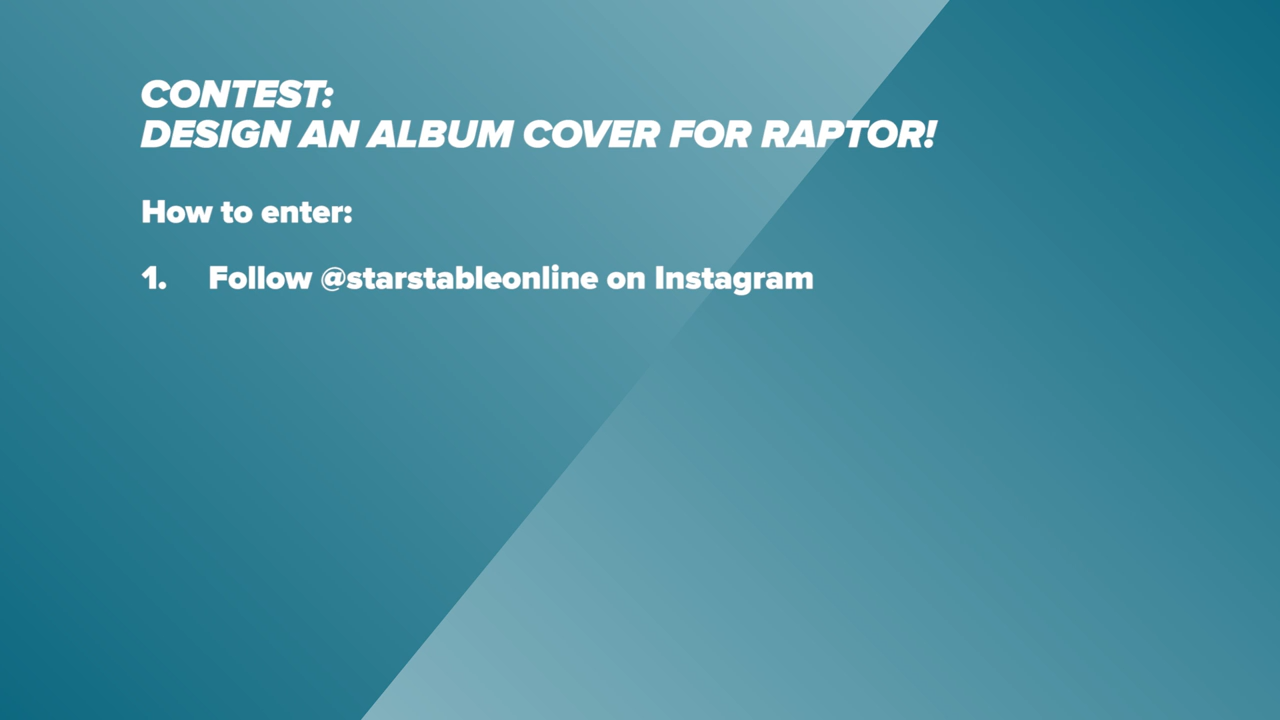 CONTEST:
DESIGN AN ALBUM COVER FOR RAPTOR!
How to enter:
1. Follow @starstableonline on Instagram